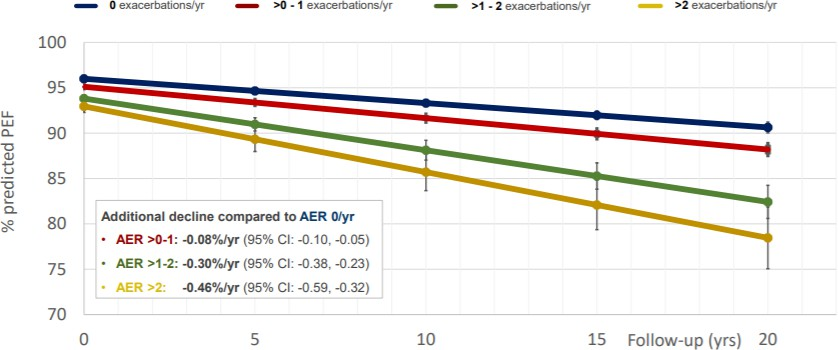 0 exacerbations/yr >0 - 1 exacerbations/yr >1 - 2 exacerbations/yr >2 exacerbations/yr
100
95
90
85
80
75
70
% predicted PEF
Additional decline compared to AER 0/yr
• AER >0-1: -0.08%/yr (95% CI: -0.10, -0.05)
• AER >1-2: -0.30%/yr (95% CI: -0.38, -0.23)
• AER >2: -0.46%/yr (95% CI: -0.59, -0.32)
0 5 10 15 Follow-up (yrs) 20